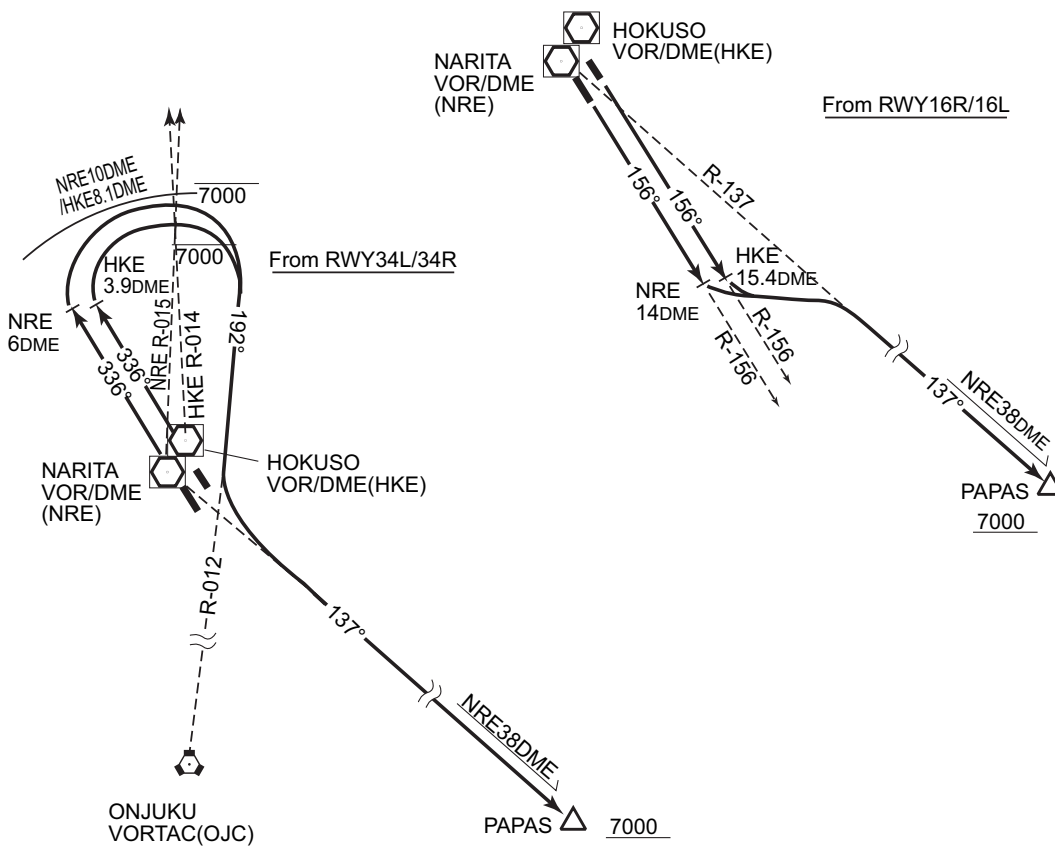 HOKUSO
VOR/DME(HKE)
NARITA
VOR/DME
(NRE)
From RWY16R/16L
R-137
156°
156°
HKE
15.4DME
NRE
14DME
R-156
R-156
137°
NRE38DME
PAPAS
7000
NRE10DME
/HKE8.1DME
7000
7000
From RWY34L/34R
HKE
3.9DME
NRE
6DME
336°
336°
NRE R-015
HKE R-014
192°
HOKUSO
VOR/DME(HKE)
NARITA
VOR/DME
(NRE)
R-012
137°
NRE38DME
ONJUKU
VORTAC(OJC)
PAPAS
7000